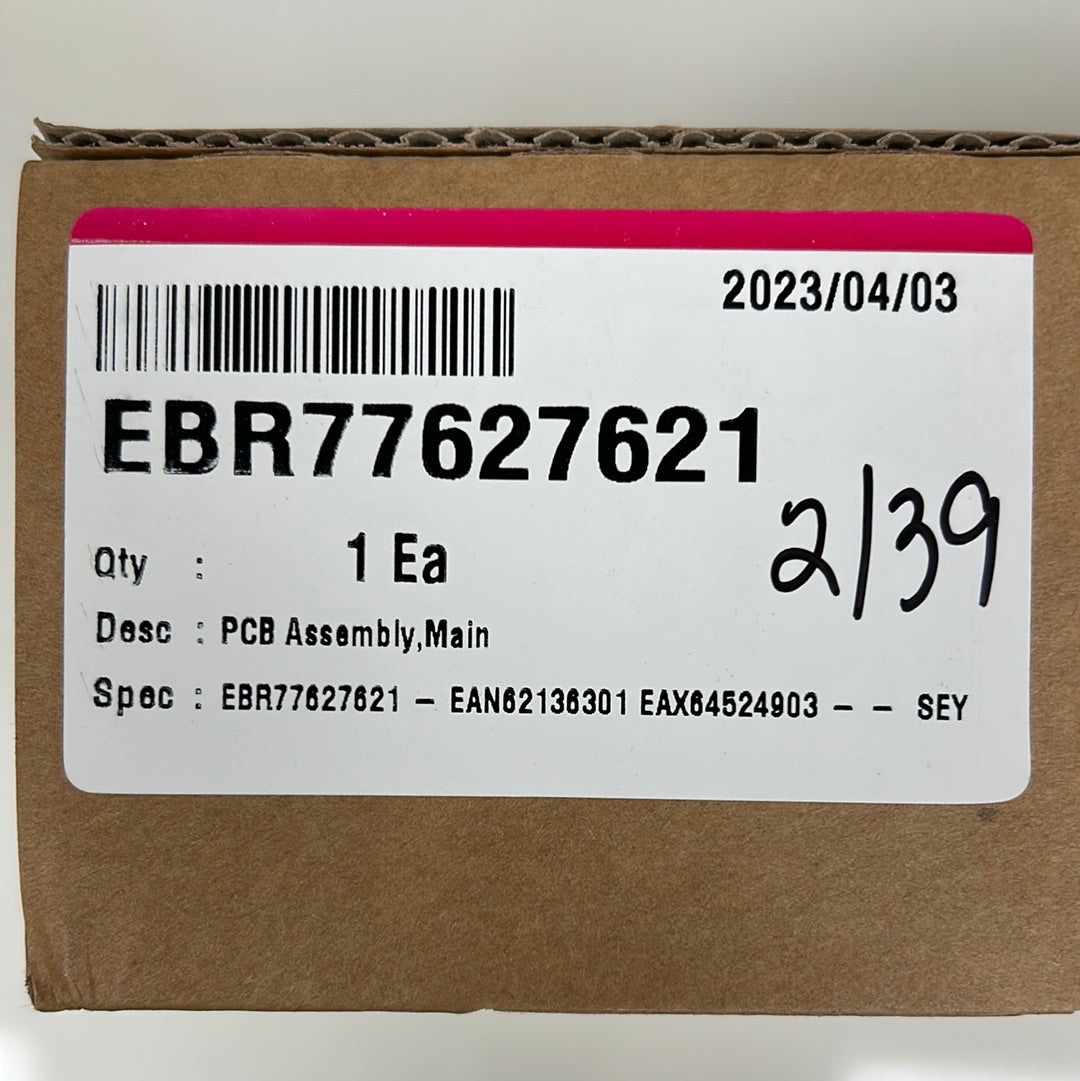 2023/04/03
EBR77627621
2/39
Qty : 1 Ea
Desc : PCB Assembly,Main
Spec : EBR77627621 – EAN62136301 EAX64524903 – – SEY